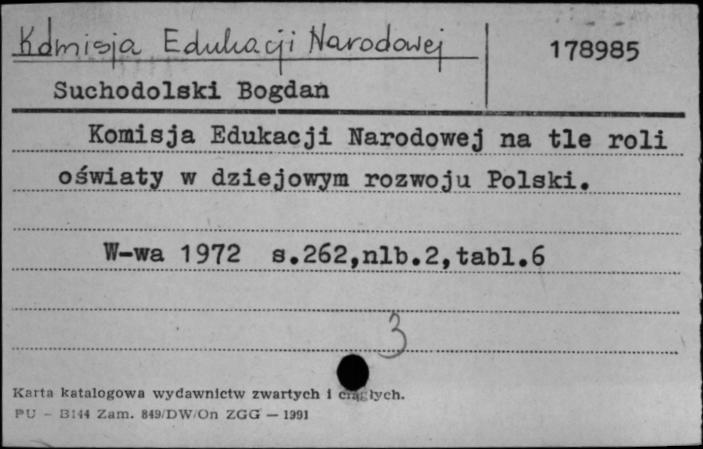 Komisja Edukacji Narodowej
178985
Suchodolski Bogdan
Komisja Edukacji Narodowej na tle roli
oświaty w dziejowym rozwoju Polski.
W-wa 1972 s.262,nlb.2,tabl.6
3
Karta katalogowa wydawnictw zwartych i ciągłych.
PU - B144 Zam. 849/DW/On ZGG — 1991